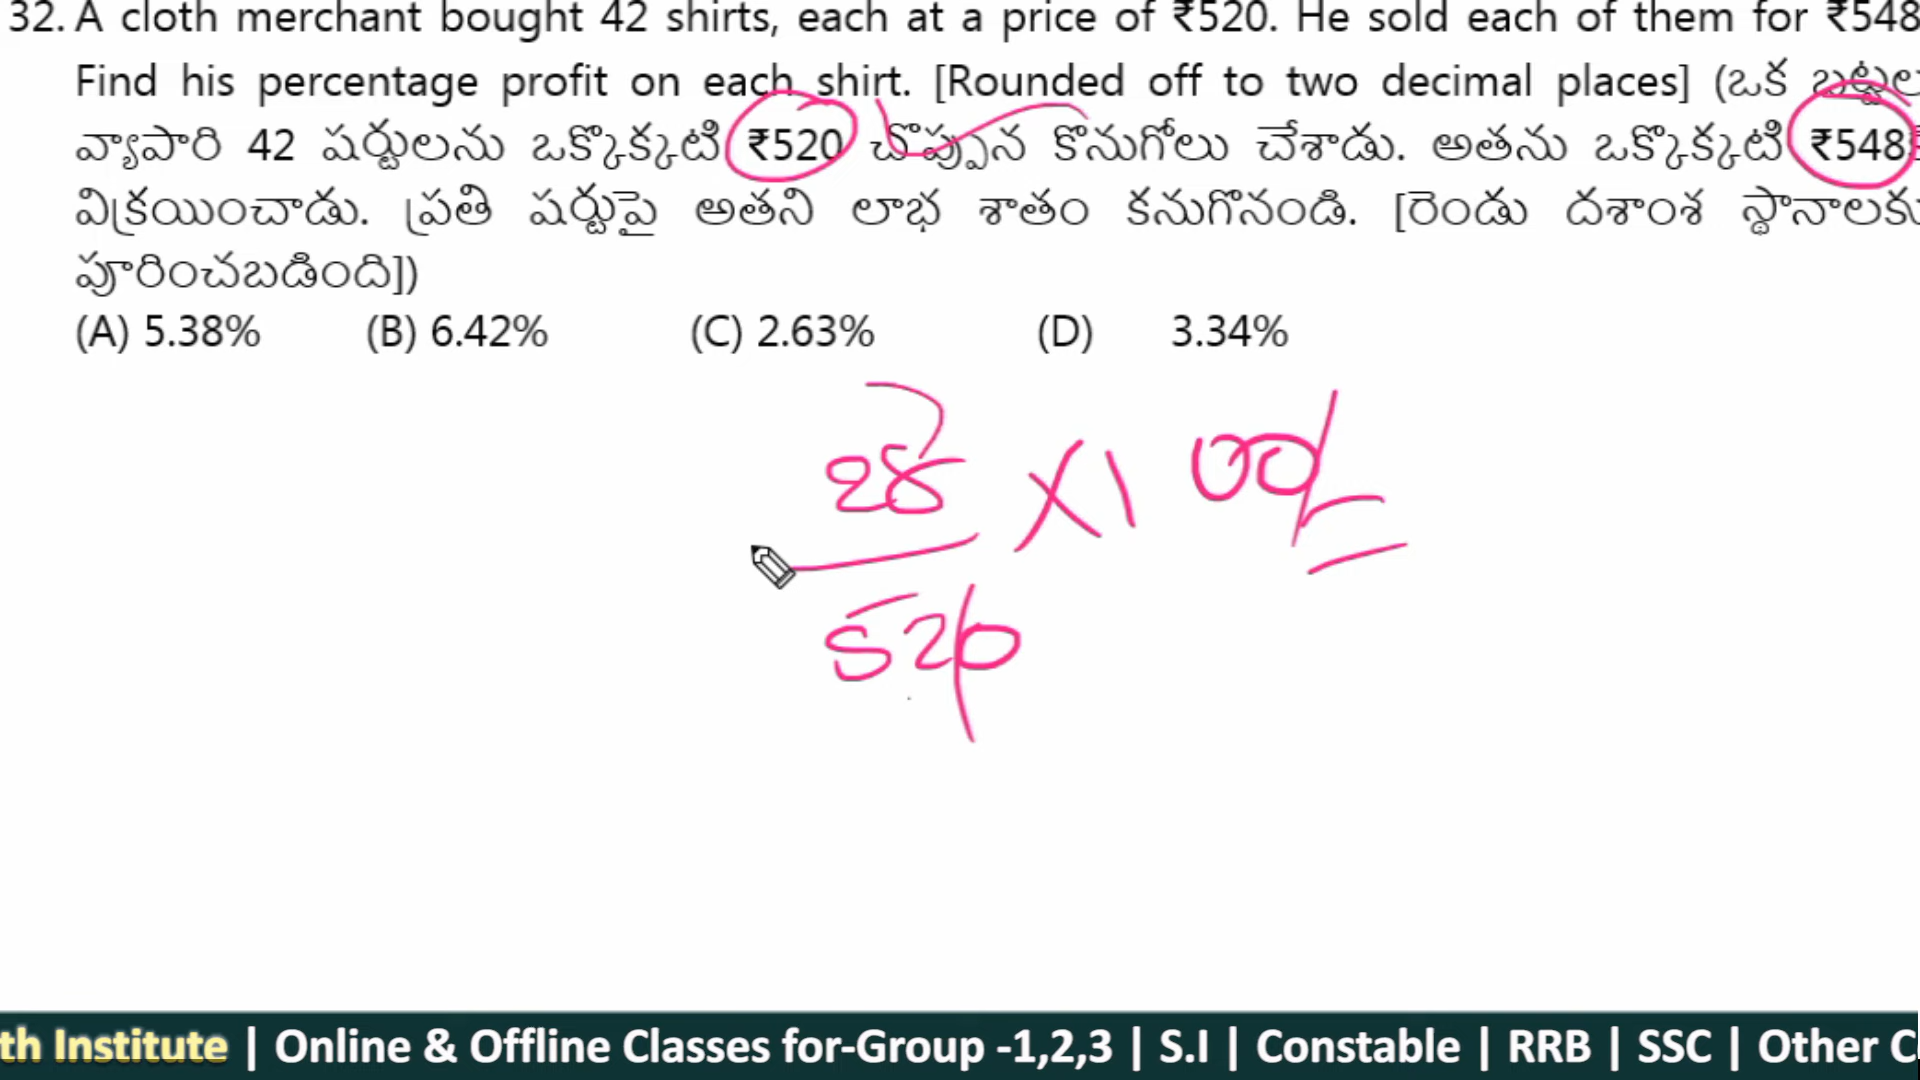 32. A cloth merchant bought 42 shirts, each at a price of ₹520. He sold each of them for ₹548
Find his percentage profit on each shirt. [Rounded off to two decimal places] (ఒక బట్టల
వ్యాపారి 42 షర్టులను ఒక్కొక్కటి ₹520 చొప్పున కొనుగోలు చేశాడు. అతను ఒక్కొక్కటి ₹548
విక్రయించాడు. ప్రతి షర్టుపై అతని లాభ శాతం కనుగొనండి. [రెండు దశాంశ స్థానాలకు
పూరించబడింది])
(A) 5.38% (B) 6.42% (C) 2.63% (D) 3.34%
28 X 100
520
th Institute | Online & Offline Classes for-Group -1,2,3 | S.I | Constable | RRB | SSC | Other C